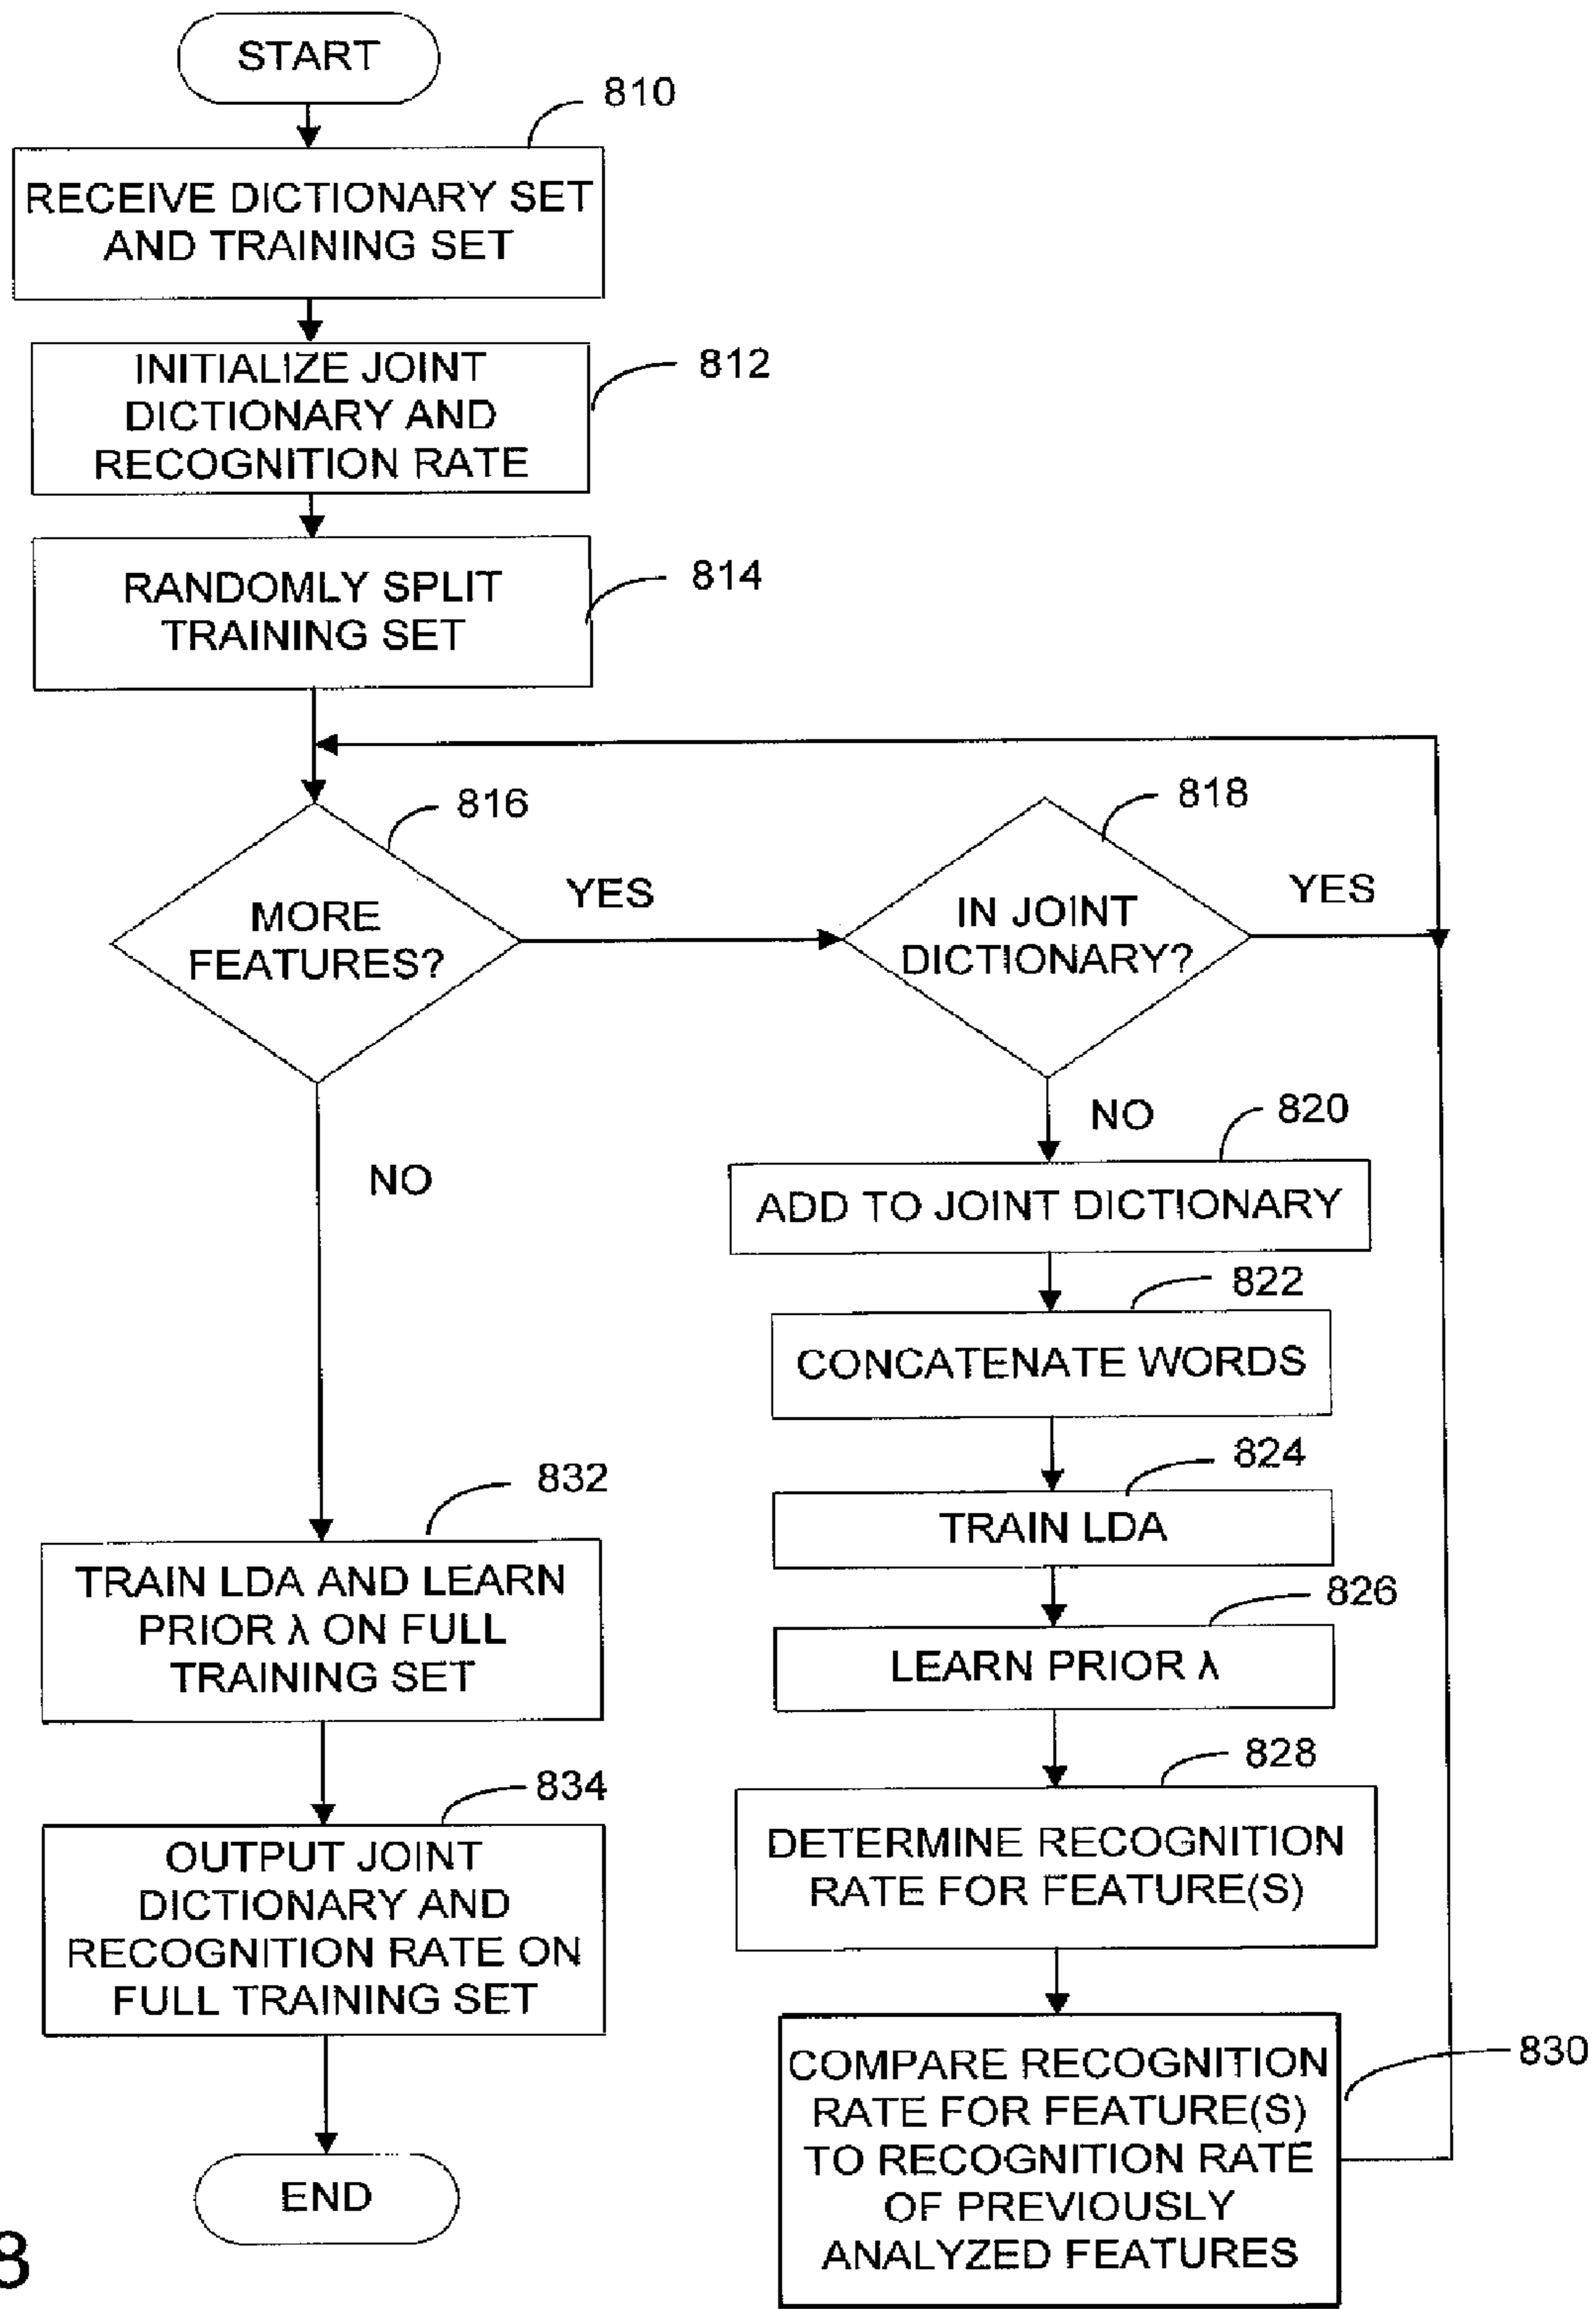 START
810
RECEIVE DICTIONARY SET
AND TRAINING SET
INITIALIZE JOINT
DICTIONARY AND
RECOGNITION RATE
812
RANDOMLY SPLIT
TRAINING SET
814
816
MORE
FEATURES?
YES
818
IN JOINT
DICTIONARY?
YES
NO
820
ADD TO JOINT DICTIONARY
822
CONCATENATE WORDS
824
TRAIN LDA
826
LEARN PRIOR λ
828
DETERMINE RECOGNITION
RATE FOR FEATURE(S)
830
COMPARE RECOGNITION
RATE FOR FEATURE(S)
TO RECOGNITION RATE
OF PREVIOUSLY
ANALYZED FEATURES
NO
832
TRAIN LDA AND LEARN
PRIOR λ ON FULL
TRAINING SET
834
OUTPUT JOINT
DICTIONARY AND
RECOGNITION RATE ON
FULL TRAINING SET
END
8